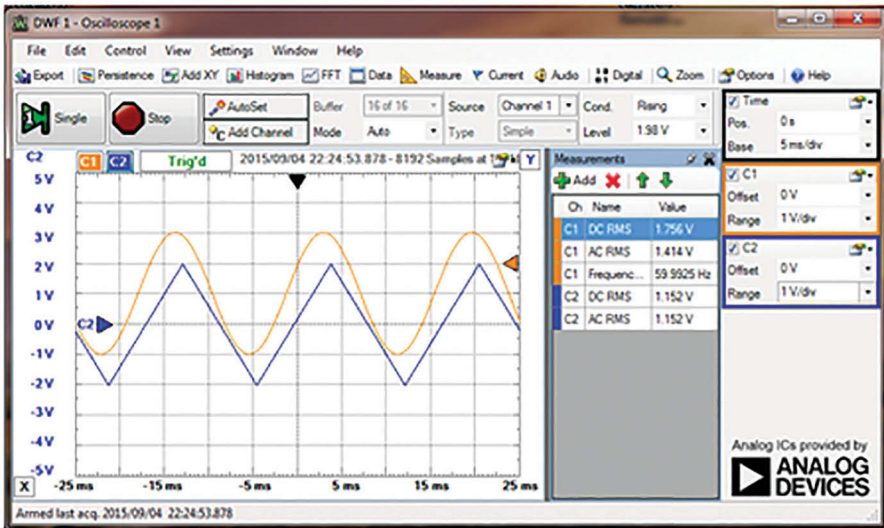 DWF 1 - Oscilloscope 1
File Edit Control View Settings Window Help
Export Persistence Add XY Histogram FFT Data Measure Current Audio Digital Zoom Options Help
Single Stop AutoSet Buffer 16 of 16 Source Channel 1 Cond. Rising
Add Channel Mode Auto Type Simple Level 1.98 V
Time
Pos. 0 s
Base 5 ms/div
C1
Offset 0 V
Range 1 V/div
C2
Offset 0 V
Range 1 V/div
C2 C1 C2 Trig'd 2015/09/04 22:24:53.878 - 8192 Samples at Y
5 V
4 V
3 V
2 V
1 V
0 V
-1 V
-2 V
-3 V
-4 V
-5 V
C2
X -25 ms -15 ms -5 ms 5 ms 15 ms 25 ms
Measurements
Add
Ch Name Value
C1 DC RMS 1.756 V
C1 AC RMS 1.414 V
C1 Frequenc... 59.9925 Hz
C2 DC RMS 1.152 V
C2 AC RMS 1.152 V
Analog ICs provided by
ANALOG
DEVICES
Armed last acq. 2015/09/04 22:24:53.878